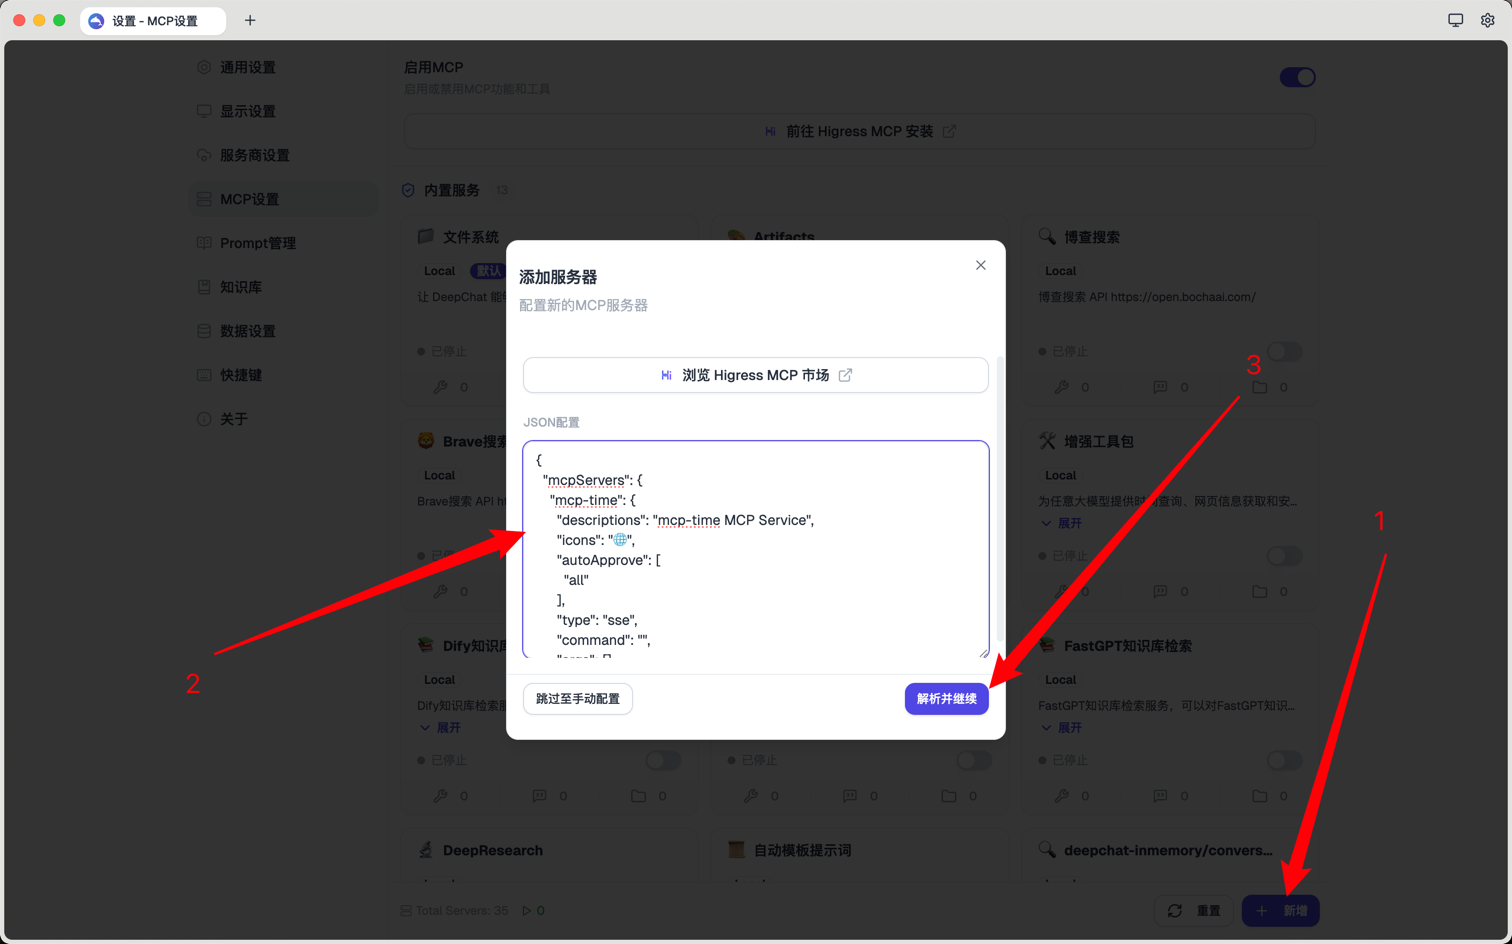 设置 - MCP设置
通用设置
显示设置
服务商设置
MCP设置
Prompt管理
知识库
数据设置
快捷键
关于
启用MCP
启用或禁用MCP功能和工具
前往 Higress MCP 安装
内置服务 13
文件系统
Local 默认
让 DeepChat 能
已停止
0
Artifacts
博查搜索
Local
博查搜索 API https://open.bochaai.com/
已停止
0 0 0
Brave搜索
Local
Brave搜索 API
0
增强工具包
Local
为任意大模型提供时间查询、网页信息获取和安...
展开
已停止
0 0 0
Dify知识库
Local
Dify知识库检索服
展开
已停止
0 0 0
已停止
0 0 0
FastGPT知识库检索
Local
FastGPT知识库检索服务，可以对FastGPT知识...
展开
已停止
0 0 0
DeepResearch
自动模板提示词
deepchat-inmemory/convers...
Total Servers: 35 0
重置
新增
添加服务器
配置新的MCP服务器
浏览 Higress MCP 市场
JSON配置
{
"mcpServers": {
"mcp-time": {
"descriptions": "mcp-time MCP Service",
"icons": "🌐",
"autoApprove": [
"all"
],
"type": "sse",
"command": "",
跳过至手动配置
解析并继续
1
2
3